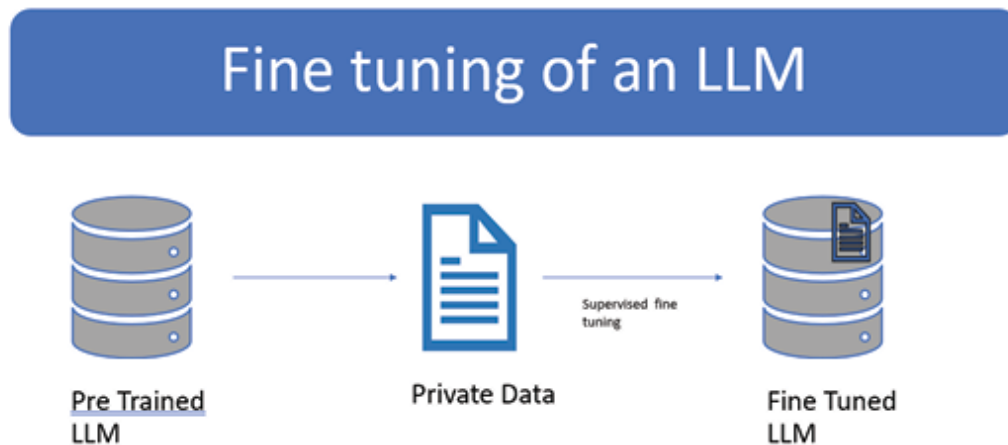 Fine tuning of an LLM
Supervised fine
tuning
Pre Trained
LLM
Private Data
Fine Tuned
LLM